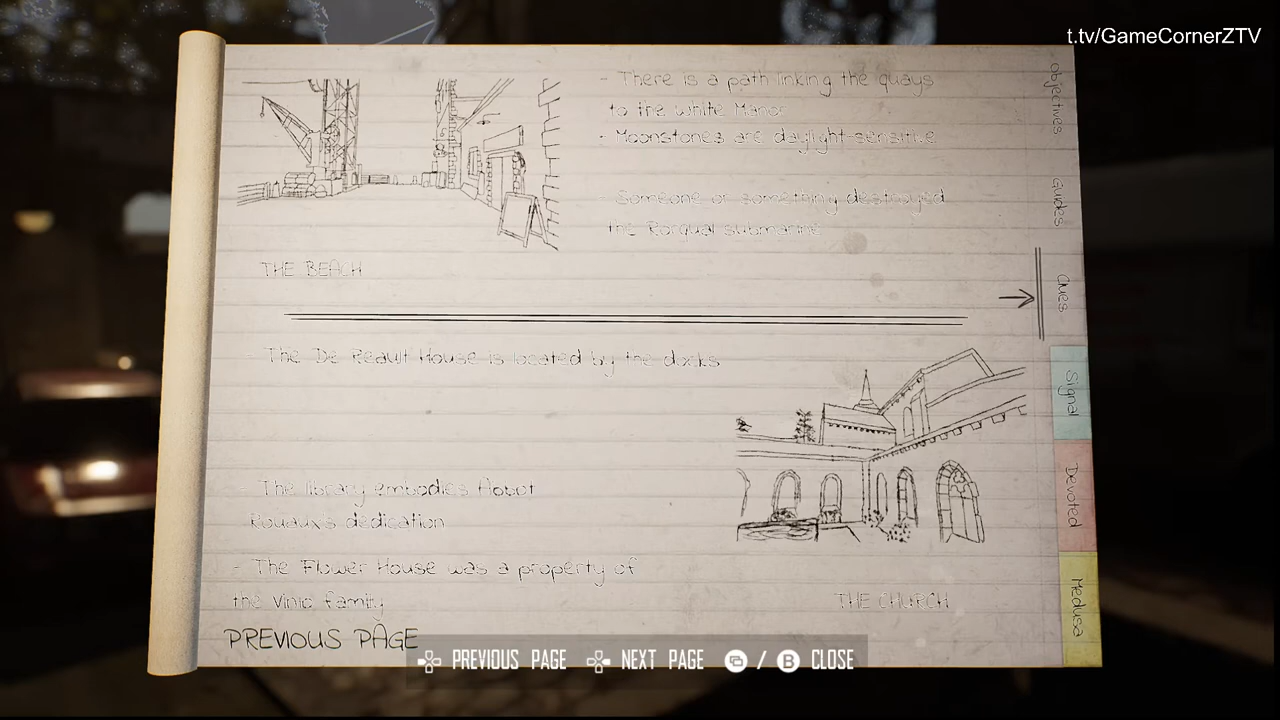 t.tv/GameCornerZTV
- There is a path linking the quays
to the White Manor
- Moonstones are daylight-sensitive
- Someone or something destroyed
the Rorqual submarine
THE BEACH
- The De Reault House is located by the docks
- The library embodies Abbot
Rouaux's dedication
- The Flower House was a property of
the Vinio family
THE CHURCH
PREVIOUS PAGE
PREVIOUS PAGE NEXT PAGE / B CLOSE
Objectives
Guides
Clues
Signal
Devoted
Medusa